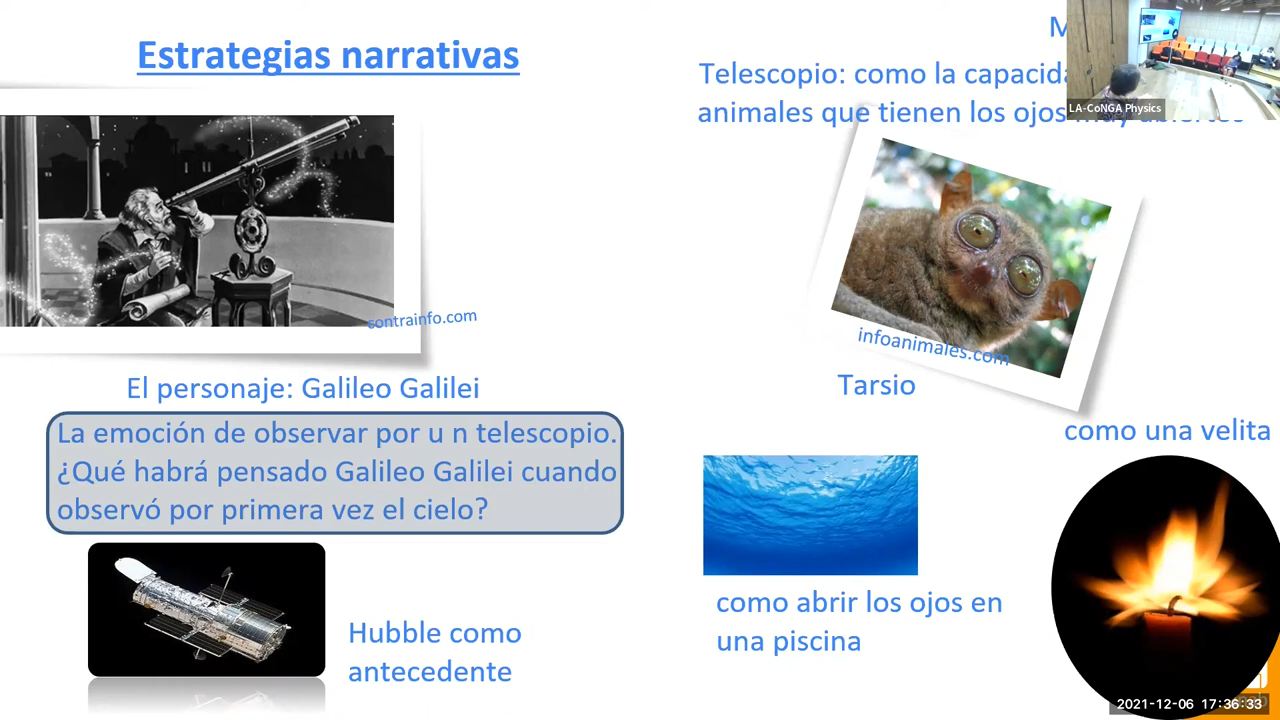 Estrategias narrativas
contrainfo.com
El personaje: Galileo Galilei
La emoción de observar por u n telescopio.
¿Qué habrá pensado Galileo Galilei cuando
observó por primera vez el cielo?
Hubble como
antecedente
M
Telescopio: como la capacida
LA-CoNGA Physics
animales que tienen los ojos
infoanimales.com
Tarsio
como una velita
como abrir los ojos en
una piscina
2021-12-06 17:36:33